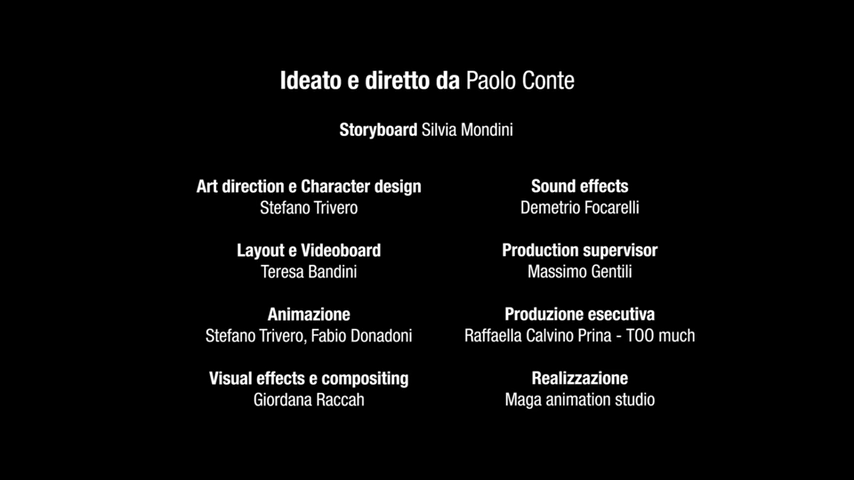 Ideato e diretto da Paolo Conte
Storyboard Silvia Mondini
Art direction e Character design
Stefano Trivero
Layout e Videoboard
Teresa Bandini
Animazione
Stefano Trivero, Fabio Donadoni
Visual effects e compositing
Giordana Raccah
Sound effects
Demetrio Focarelli
Production supervisor
Massimo Gentili
Produzione esecutiva
Raffaella Calvino Prina - TOO much
Realizzazione
Maga animation studio